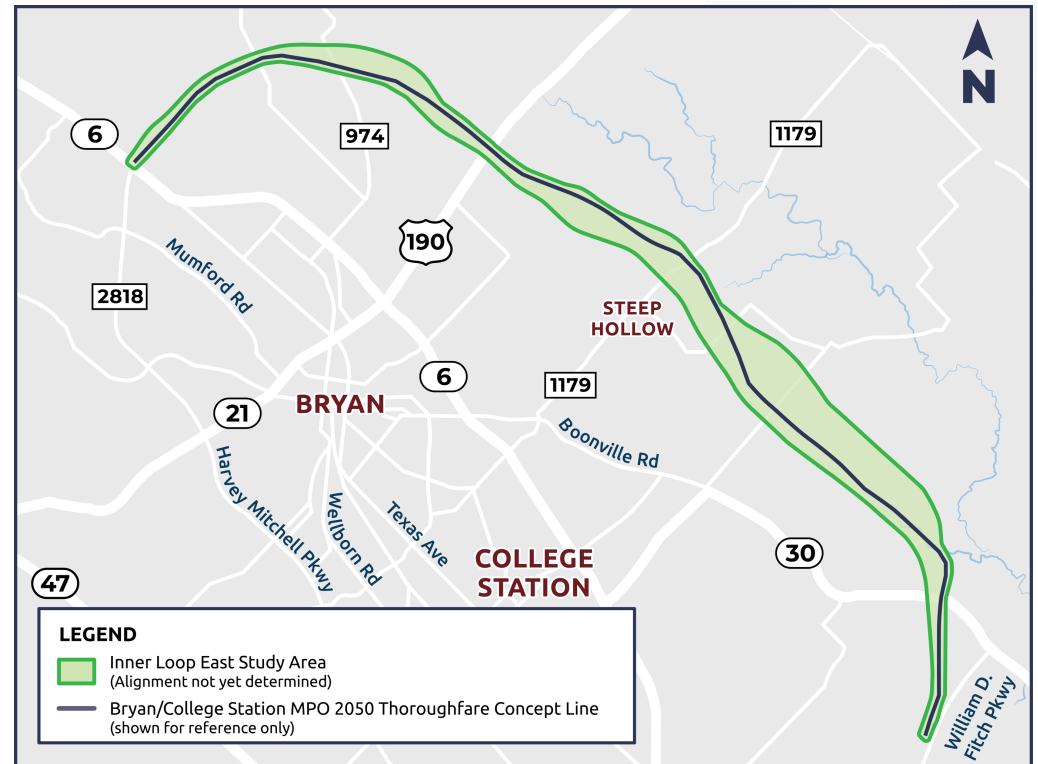 N
6
974
1179
190
Mumford Rd
2818
STEEP
HOLLOW
6
1179
21
BRYAN
Boonville Rd
Harvey Mitchell Pkwy
Wellborn Rd
Texas Ave
COLLEGE
STATION
30
47
LEGEND
Inner Loop East Study Area
(Alignment not yet determined)
Bryan/College Station MPO 2050 Thoroughfare Concept Line
(shown for reference only)
William D.
Fitch Pkwy